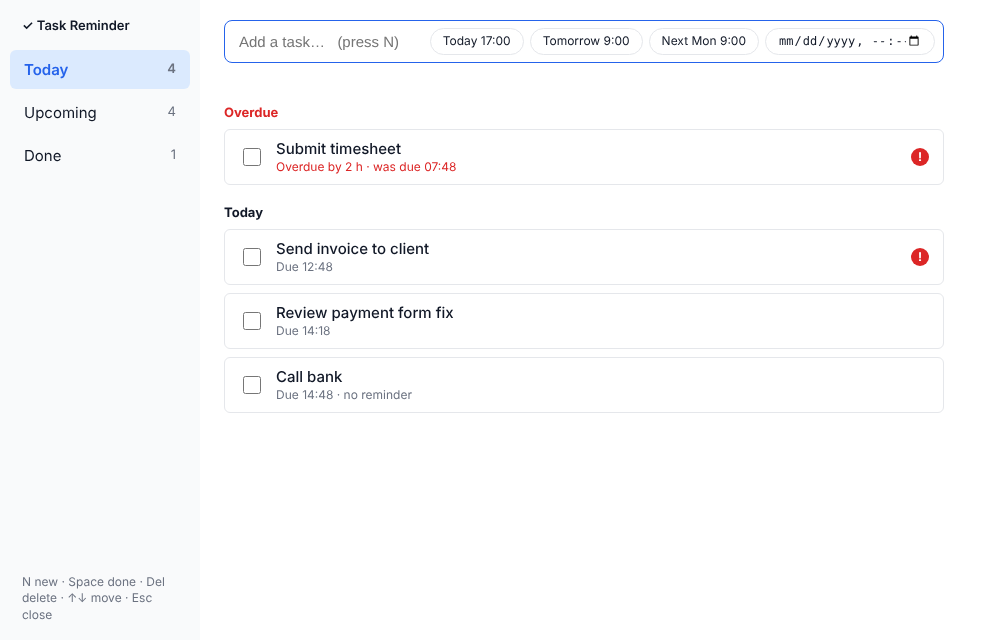 ✓ Task Reminder
Today 4
Upcoming 4
Done 1
N new · Space done · Del
delete · ↑↓ move · Esc
close
Add a task… (press N) Today 17:00 Tomorrow 9:00 Next Mon 9:00 mm/dd/yyyy, --:--
Overdue
Submit timesheet
Overdue by 2 h · was due 07:48
!
Today
Send invoice to client
Due 12:48
!
Review payment form fix
Due 14:18
Call bank
Due 14:48 · no reminder